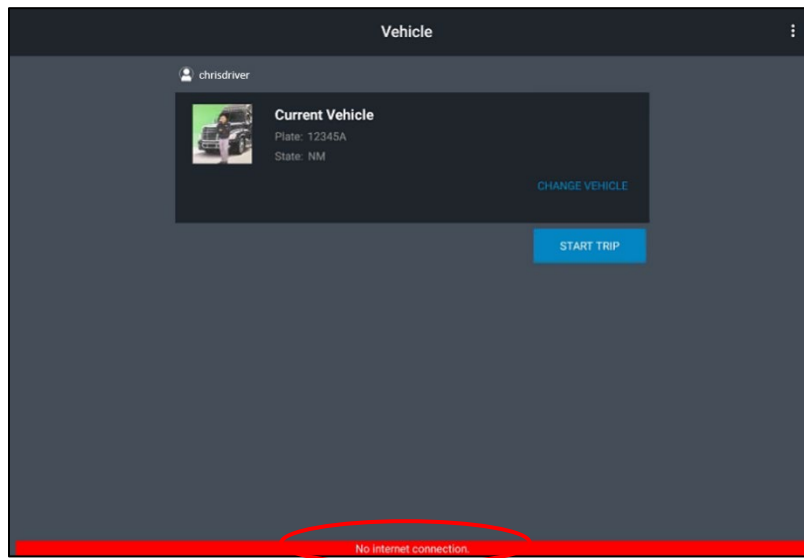 Vehicle
chrisdriver
Current Vehicle
Plate: 12345A
State: NM
CHANGE VEHICLE
START TRIP
No internet connection.